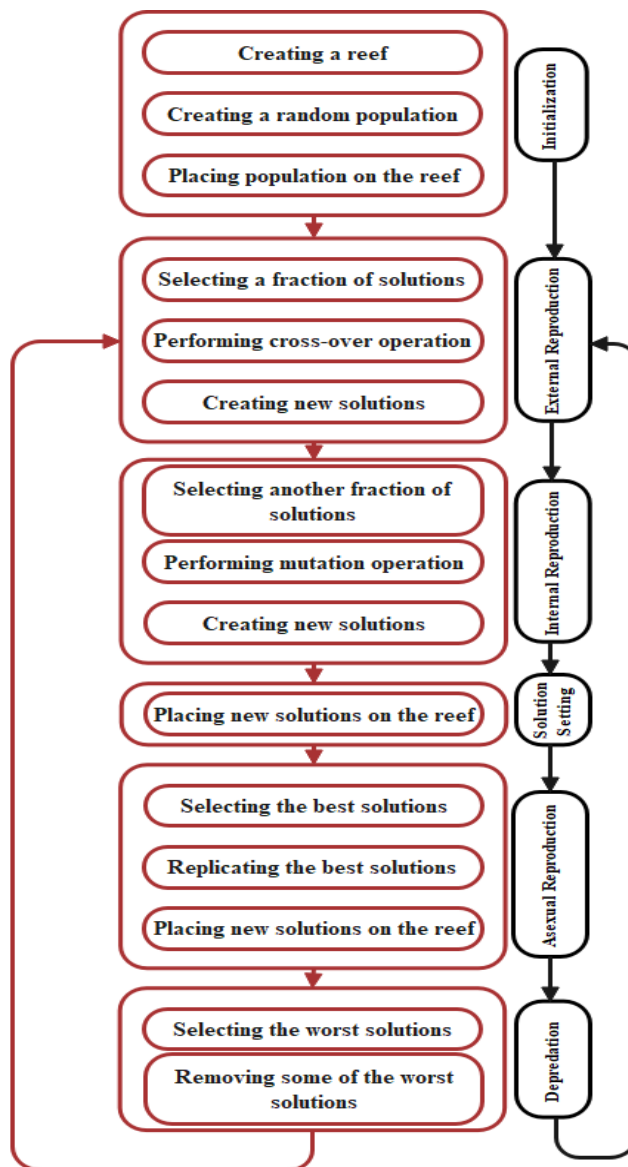 Creating a reef
Creating a random population
Placing population on the reef
Initialization
Selecting a fraction of solutions
Performing cross-over operation
Creating new solutions
External Reproduction
Selecting another fraction of
solutions
Performing mutation operation
Creating new solutions
Internal Reproduction
Placing new solutions on the reef
Solution
Setting
Selecting the best solutions
Replicating the best solutions
Placing new solutions on the reef
Asexual Reproduction
Selecting the worst solutions
Removing some of the worst
solutions
Depredation